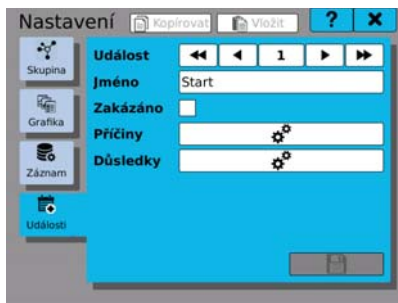 Nastavení Kopírovat Vložit ? ×
Skupina
Událost 1
Jméno Start
Grafika
Zakázáno
Příčiny
Záznam
Důsledky
Události